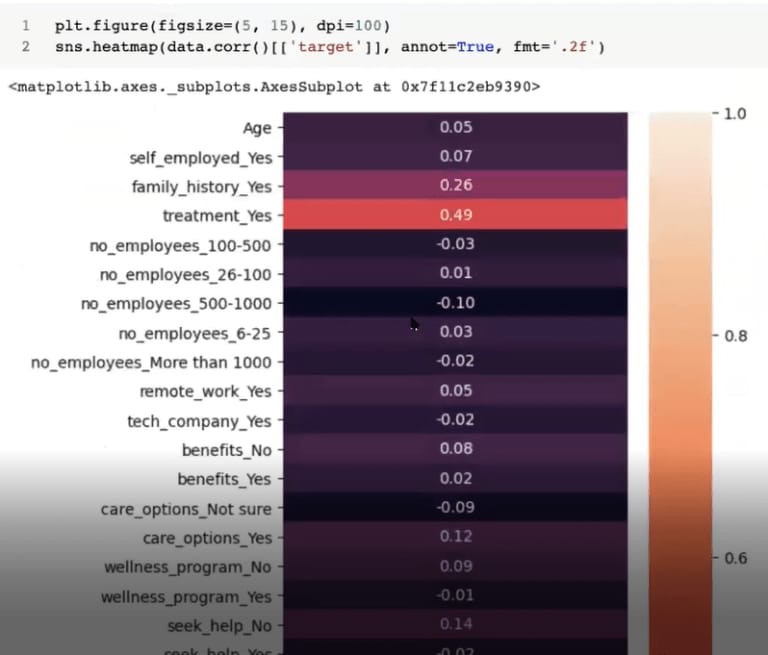 1 plt.figure(figsize=(5, 15), dpi=100)
2 sns.heatmap(data.corr()[['target']], annot=True, fmt='.2f')
<matplotlib.axes._subplots.AxesSubplot at 0x7f11c2eb9390>
1.0
Age 0.05
self_employed_Yes 0.07
family_history_Yes 0.26
treatment_Yes 0.49
no_employees_100-500 -0.03
no_employees_26-100 0.01
no_employees_500-1000 -0.10
no_employees_6-25 0.03
0.8
no_employees_More than 1000 -0.02
remote_work_Yes 0.05
tech_company_Yes -0.02
benefits_No 0.08
benefits_Yes 0.02
care_options_Not sure -0.09
care_options_Yes 0.12
0.6
wellness_program_No 0.09
wellness_program_Yes -0.01
seek_help_No 0.14
seek_help_Yes -0.02